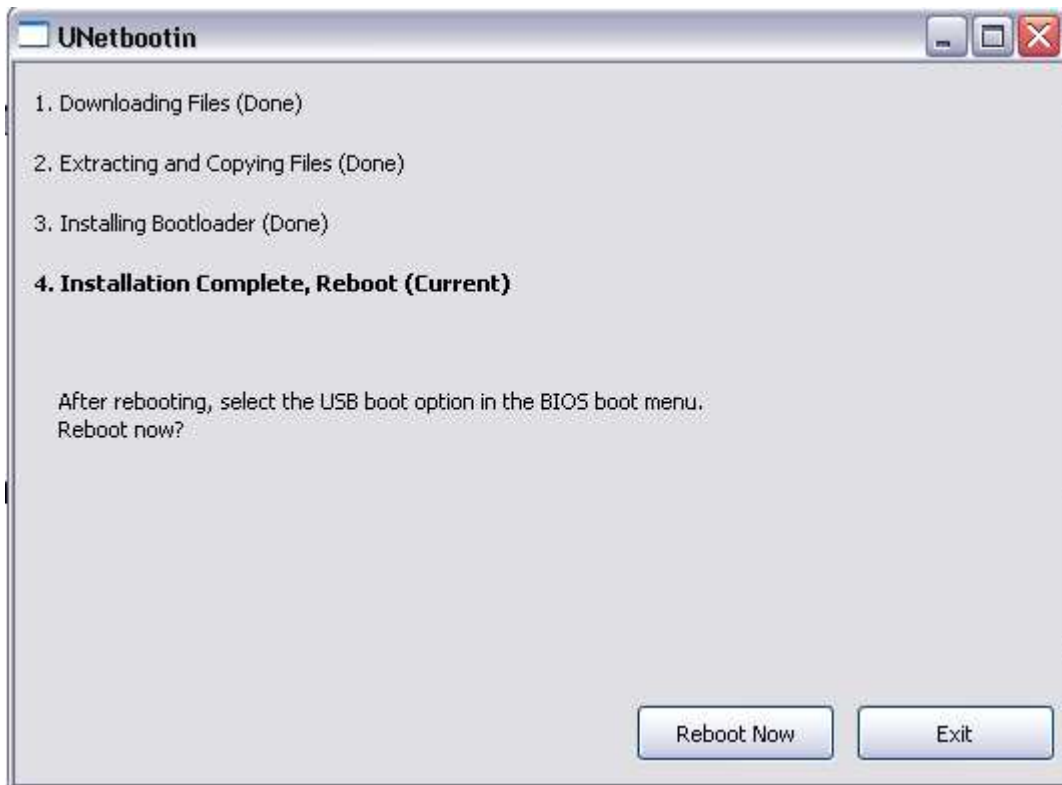 UNetbootin
1. Downloading Files (Done)
2. Extracting and Copying Files (Done)
3. Installing Bootloader (Done)
4. Installation Complete, Reboot (Current)
After rebooting, select the USB boot option in the BIOS boot menu.
Reboot now?
Reboot Now
Exit